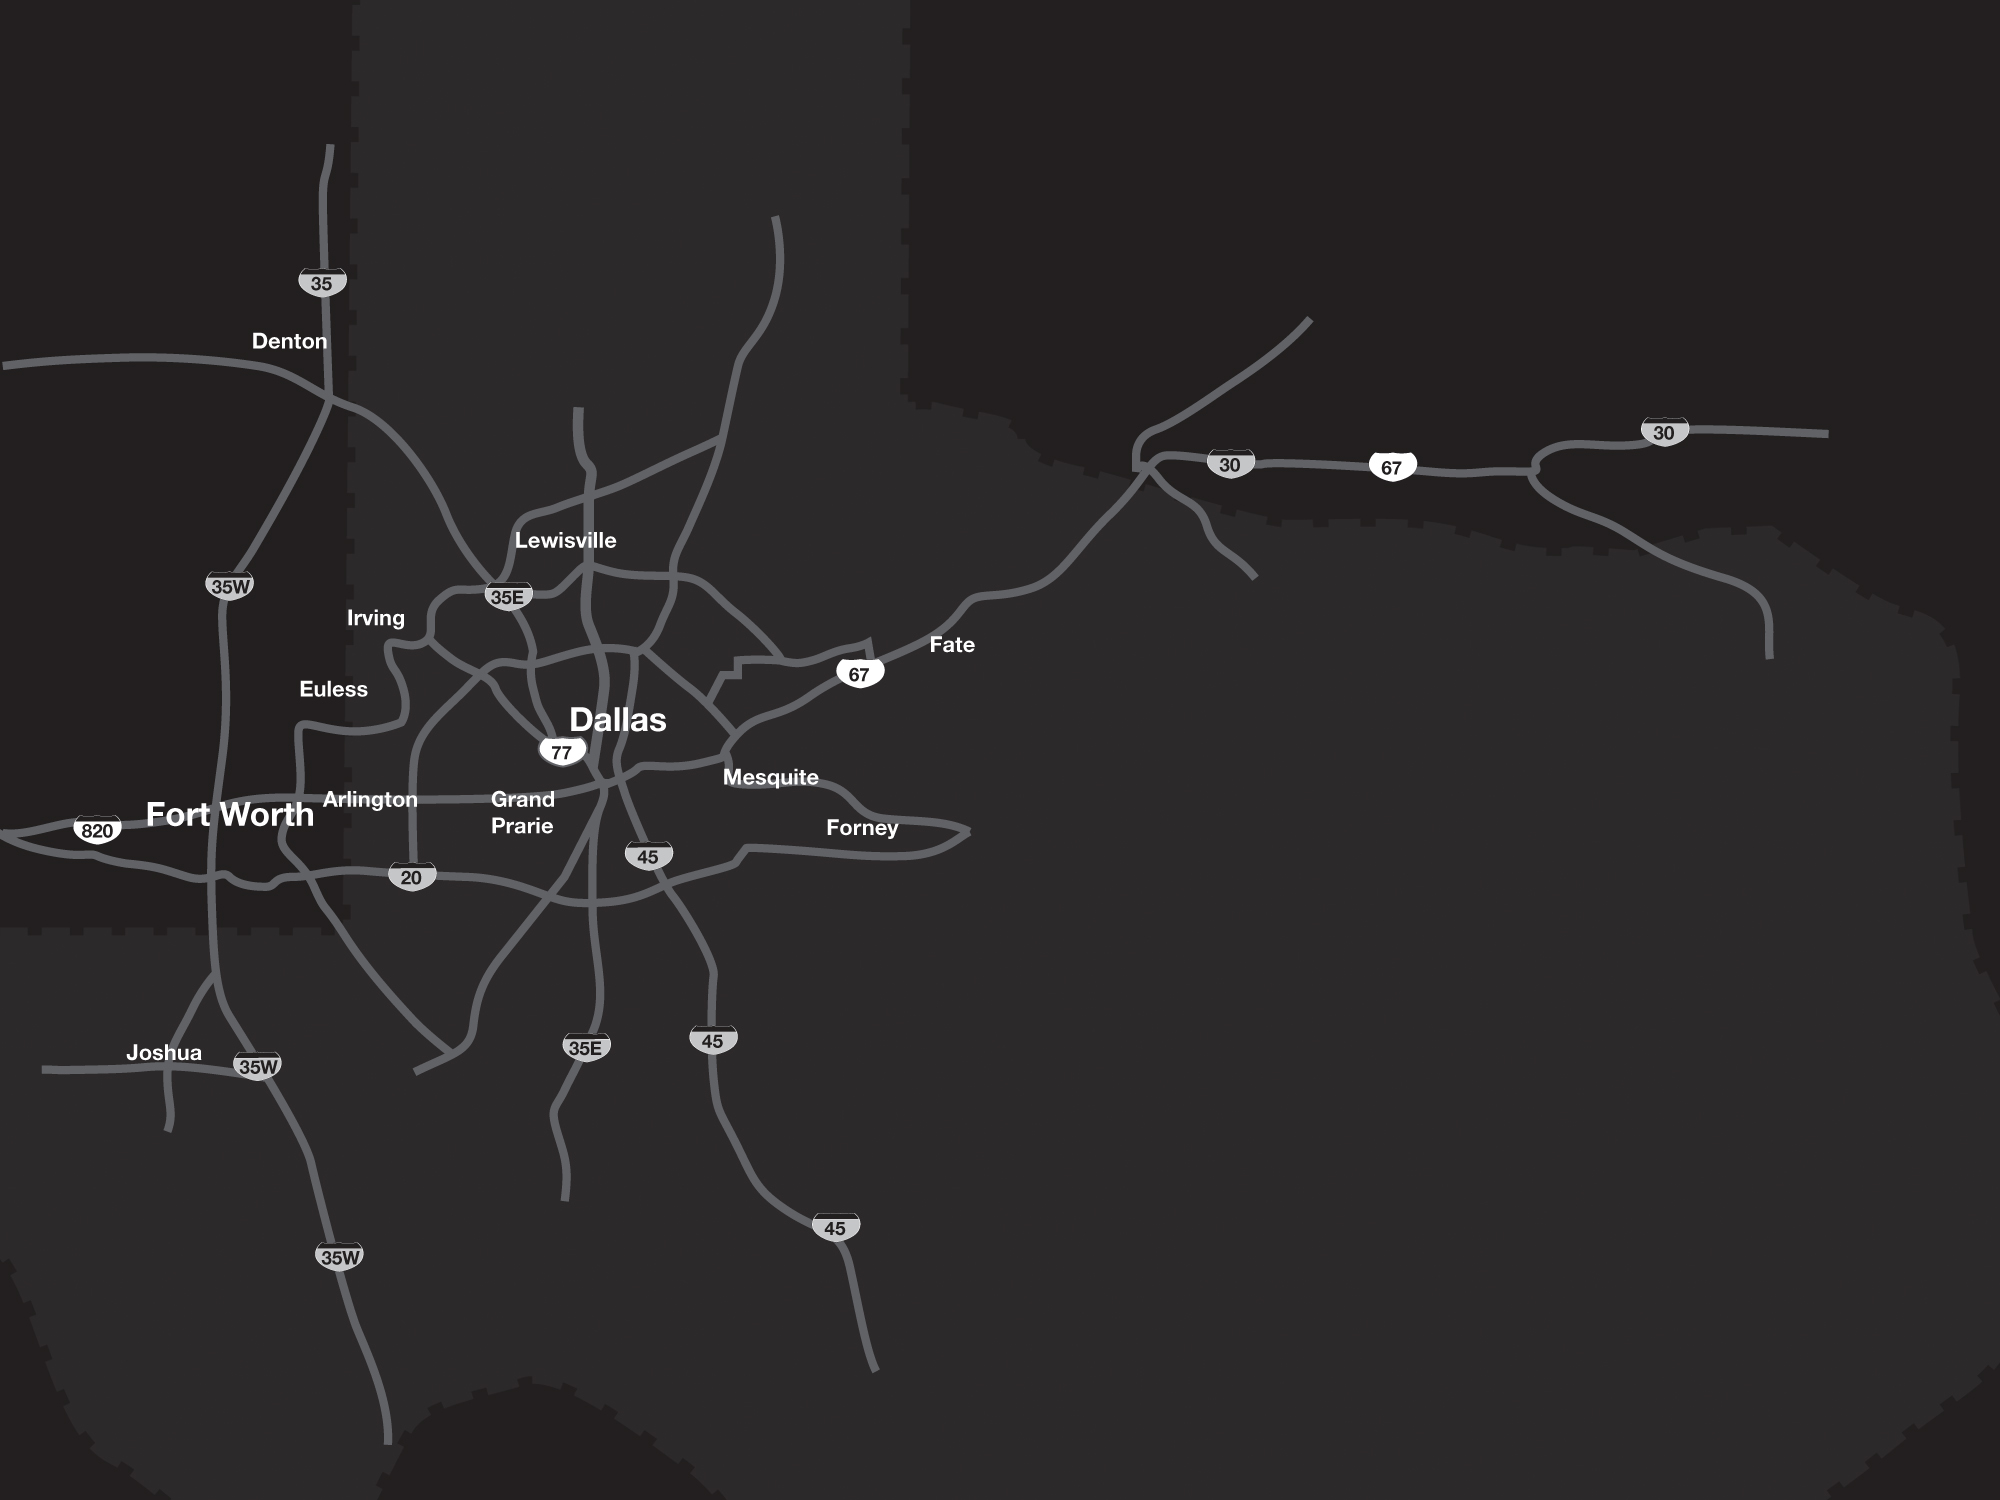 35
Denton
30
30
67
Lewisville
35W
35E
Irving
Fate
67
Euless
Dallas
77
Mesquite
Arlington
Grand
Prarie
Fort Worth
820
Forney
45
20
45
35E
Joshua
35W
45
35W